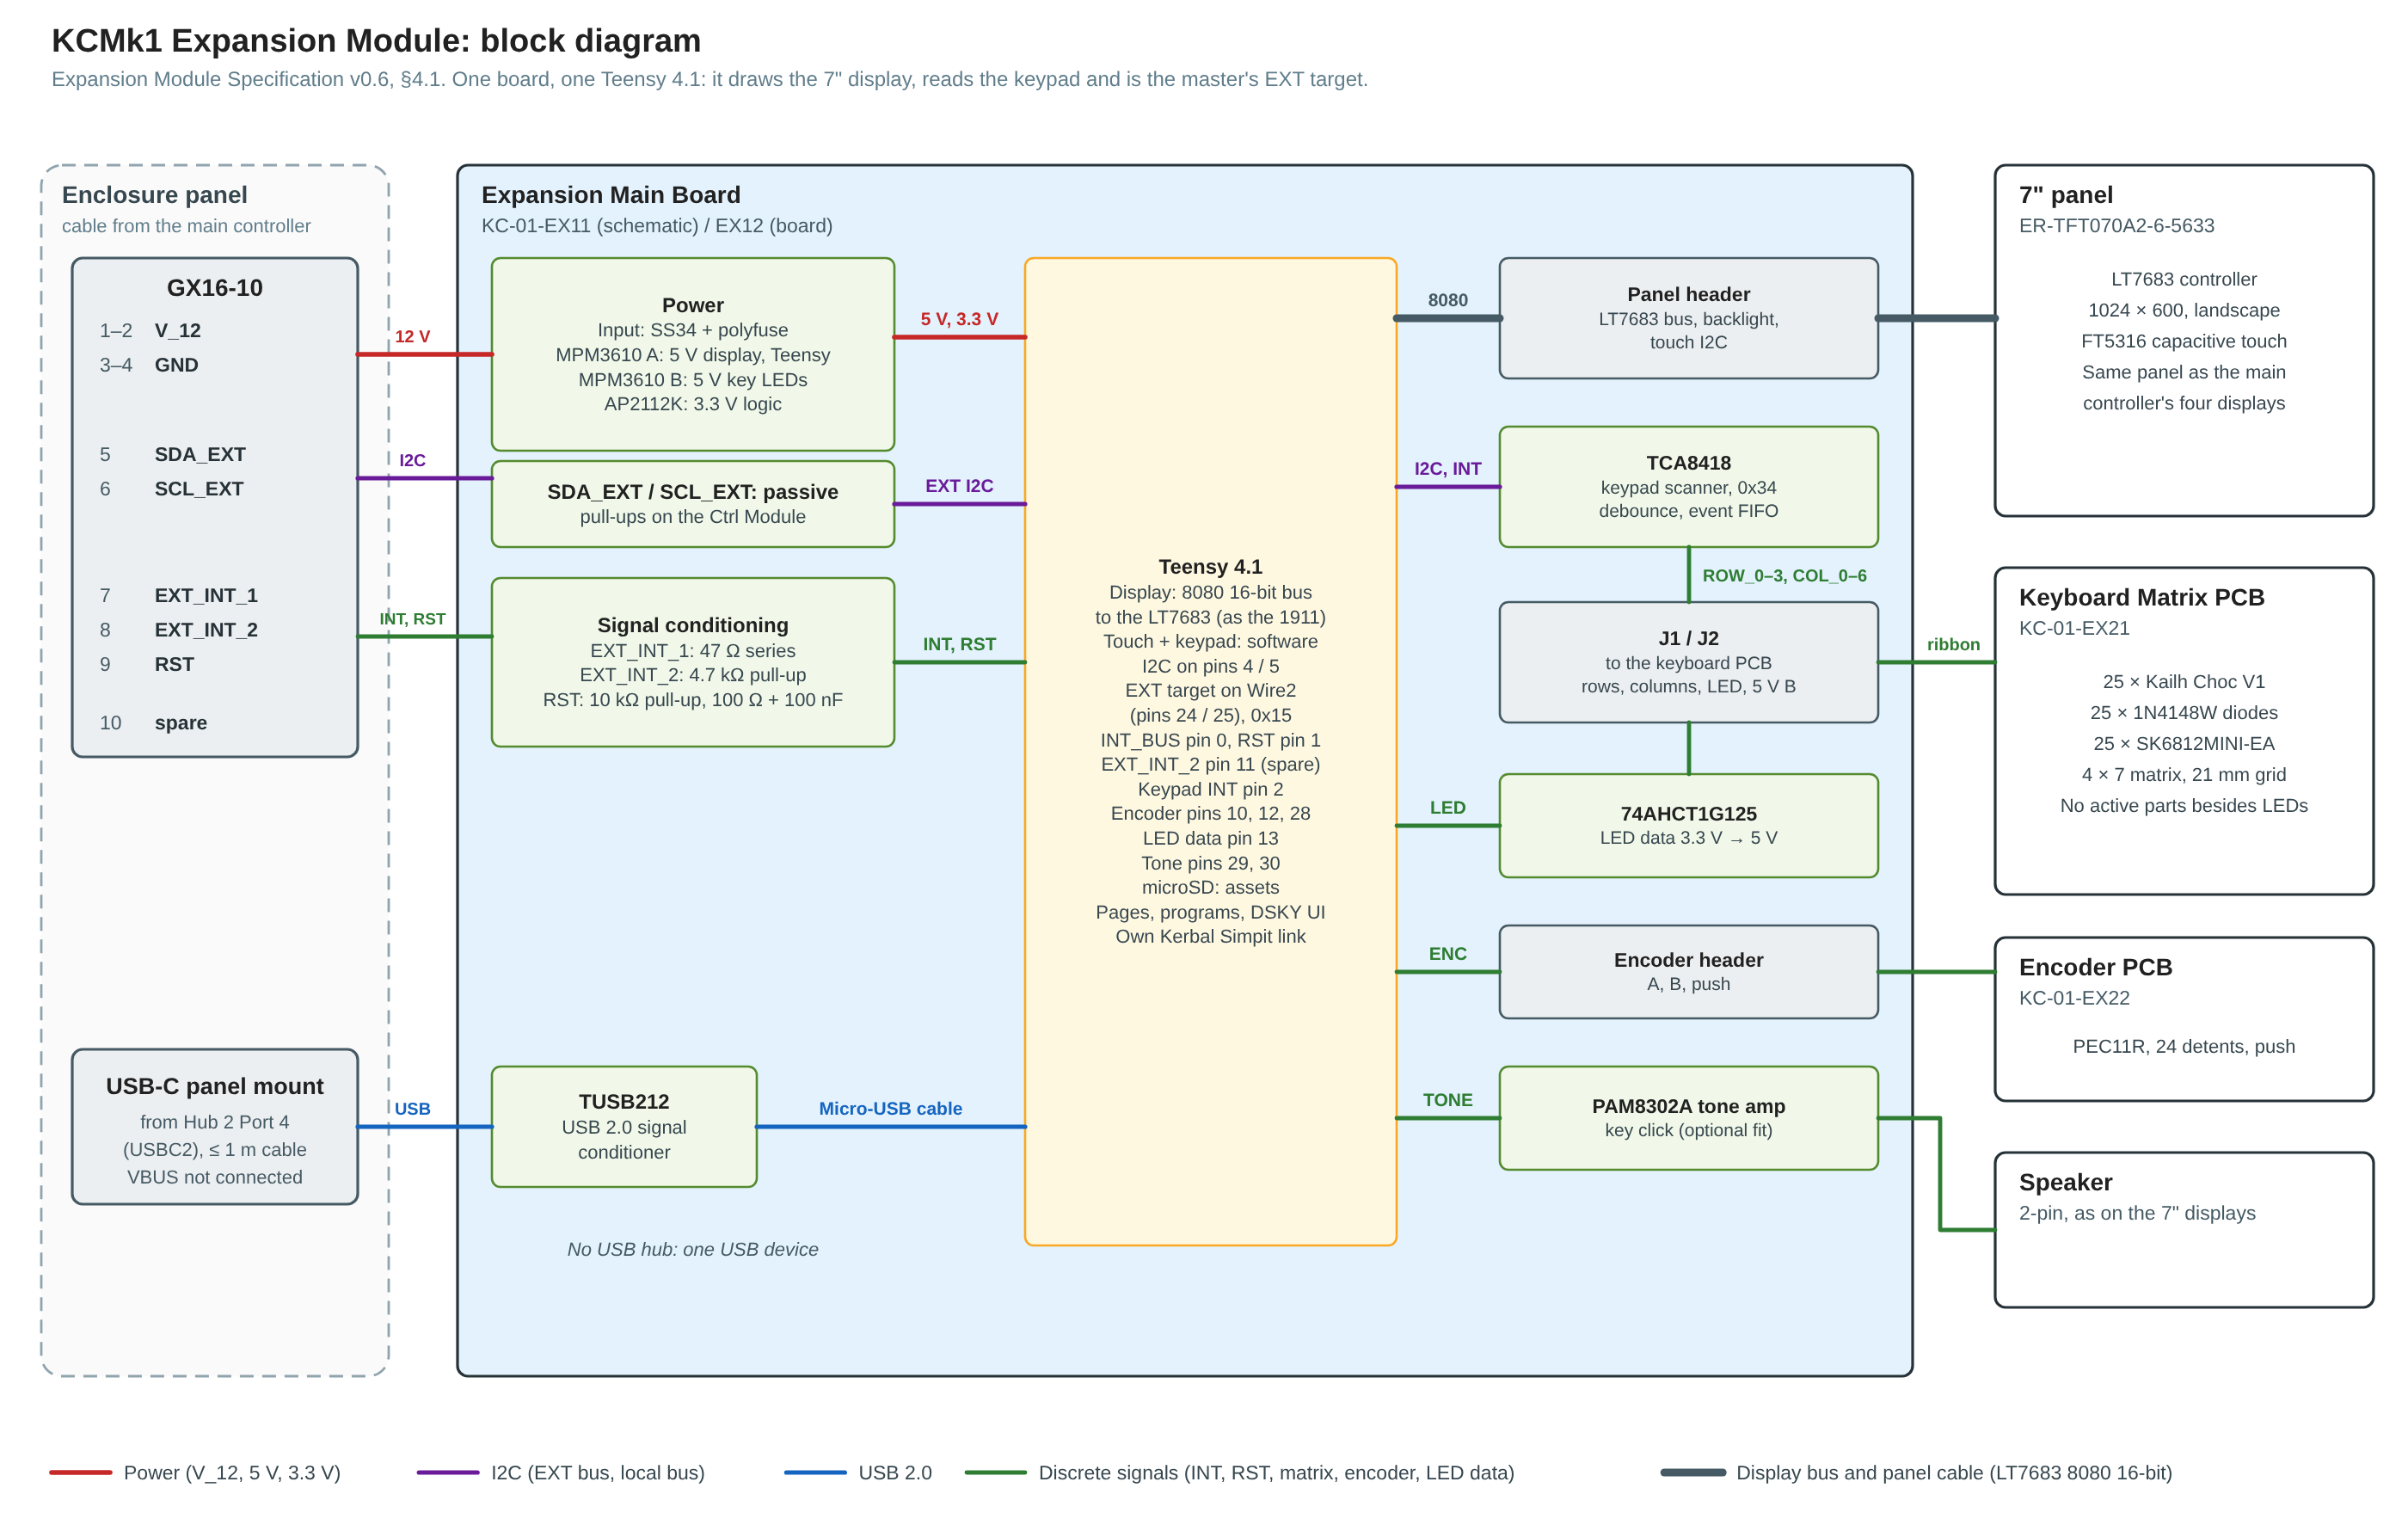 KCMk1 Expansion Module: block diagram
Expansion Module Specification v0.6, §4.1. One board, one Teensy 4.1: it draws the 7" display, reads the keypad and is the master's EXT target.
Enclosure panel
cable from the main controller
GX16-10
1–2 V_12
3–4 GND
5 SDA_EXT
6 SCL_EXT
7 EXT_INT_1
8 EXT_INT_2
9 RST
10 spare
USB-C panel mount
from Hub 2 Port 4
(USBC2), ≤ 1 m cable
VBUS not connected
12 V
I2C
INT, RST
USB
Expansion Main Board
KC-01-EX11 (schematic) / EX12 (board)
Power
Input: SS34 + polyfuse
MPM3610 A: 5 V display, Teensy
MPM3610 B: 5 V key LEDs
AP2112K: 3.3 V logic
SDA_EXT / SCL_EXT: passive
pull-ups on the Ctrl Module
Signal conditioning
EXT_INT_1: 47 Ω series
EXT_INT_2: 4.7 kΩ pull-up
RST: 10 kΩ pull-up, 100 Ω + 100 nF
TUSB212
USB 2.0 signal
conditioner
No USB hub: one USB device
5 V, 3.3 V
EXT I2C
INT, RST
Micro-USB cable
Teensy 4.1
Display: 8080 16-bit bus
to the LT7683 (as the 1911)
Touch + keypad: software
I2C on pins 4 / 5
EXT target on Wire2
(pins 24 / 25), 0x15
INT_BUS pin 0, RST pin 1
EXT_INT_2 pin 11 (spare)
Keypad INT pin 2
Encoder pins 10, 12, 28
LED data pin 13
Tone pins 29, 30
microSD: assets
Pages, programs, DSKY UI
Own Kerbal Simpit link
8080
I2C, INT
LED
ENC
TONE
Panel header
LT7683 bus, backlight,
touch I2C
TCA8418
keypad scanner, 0x34
debounce, event FIFO
ROW_0–3, COL_0–6
J1 / J2
to the keyboard PCB
rows, columns, LED, 5 V B
74AHCT1G125
LED data 3.3 V → 5 V
Encoder header
A, B, push
PAM8302A tone amp
key click (optional fit)
ribbon
7" panel
ER-TFT070A2-6-5633
LT7683 controller
1024 × 600, landscape
FT5316 capacitive touch
Same panel as the main
controller's four displays
Keyboard Matrix PCB
KC-01-EX21
25 × Kailh Choc V1
25 × 1N4148W diodes
25 × SK6812MINI-EA
4 × 7 matrix, 21 mm grid
No active parts besides LEDs
Encoder PCB
KC-01-EX22
PEC11R, 24 detents, push
Speaker
2-pin, as on the 7" displays
Power (V_12, 5 V, 3.3 V)
I2C (EXT bus, local bus)
USB 2.0
Discrete signals (INT, RST, matrix, encoder, LED data)
Display bus and panel cable (LT7683 8080 16-bit)